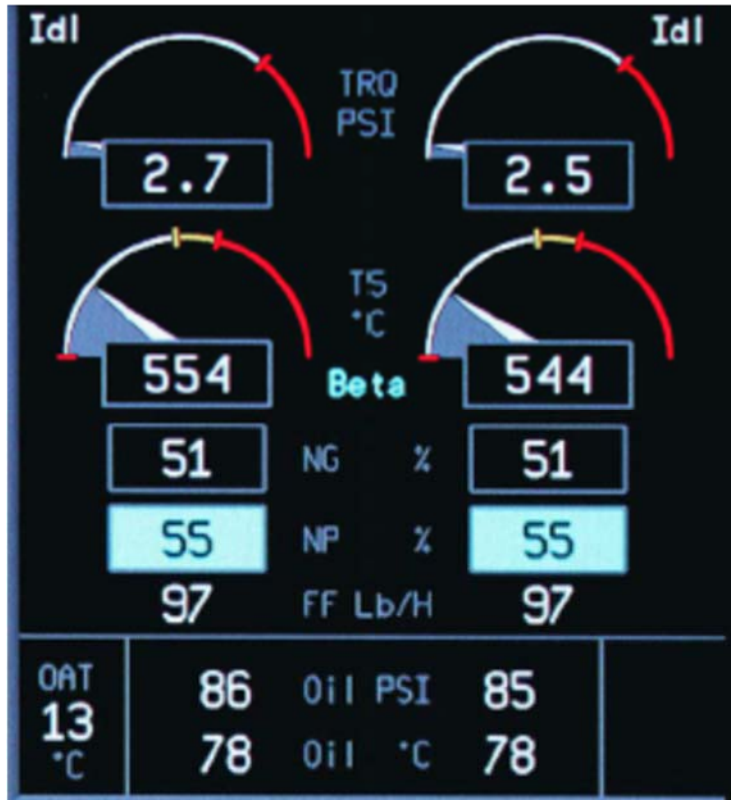 Idl Idl
TRQ
PSI
2.7 2.5
T5
°C
554 Beta 544
51 NG % 51
55 NP % 55
97 FF Lb/H 97
OAT 86 Oil PSI 85
13
°C 78 Oil °C 78